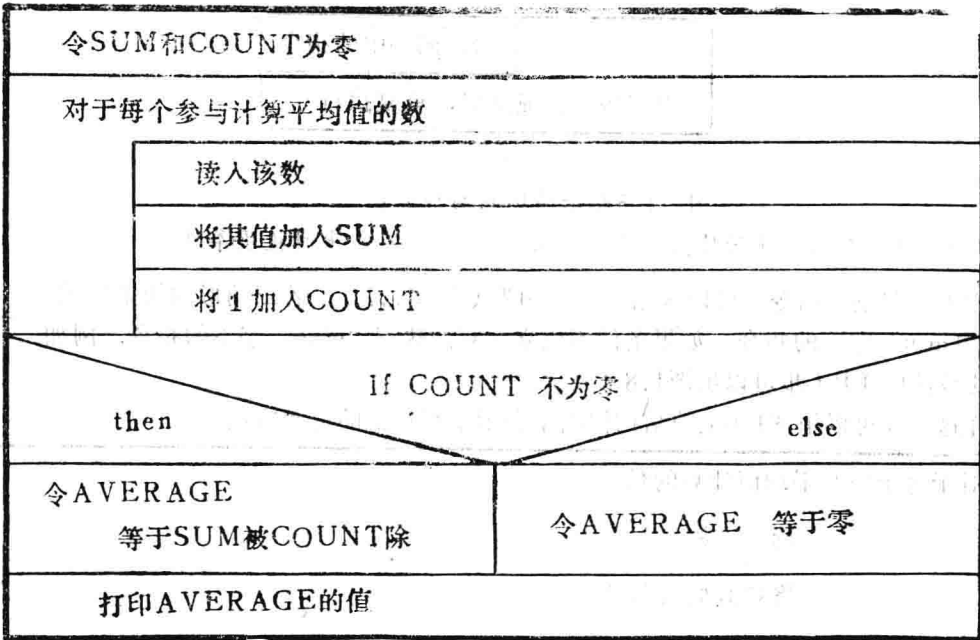 令SUM和COUNT为零
对于每个参与计算平均值的数
读入该数
将其值加入SUM
将1加入COUNT
if COUNT 不为零
then
else
令AVERAGE
等于SUM被COUNT除
令AVERAGE 等于零
打印AVERAGE的值